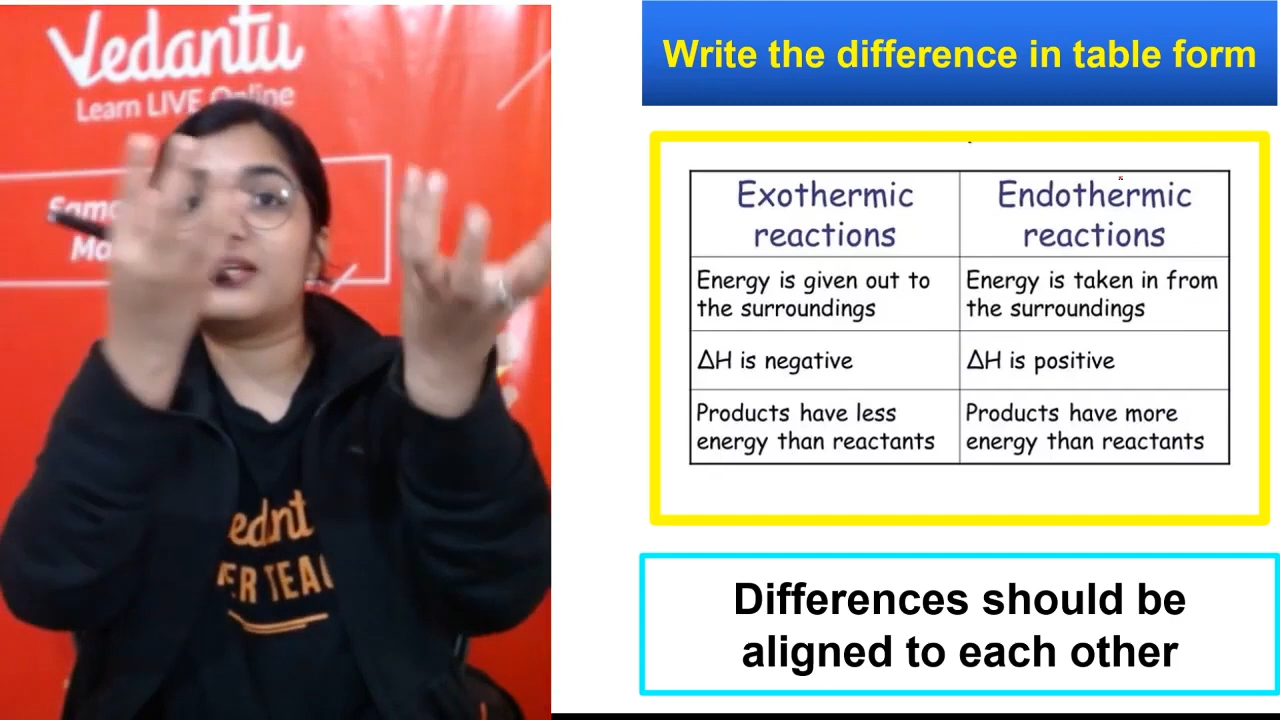 Vedantu
Learn LIVE Online
Write the difference in table form
Exothermic
reactions
Endothermic
reactions
Energy is given out to
the surroundings
Energy is taken in from
the surroundings
ΔH is negative
ΔH is positive
Products have less
energy than reactants
Products have more
energy than reactants
Differences should be
aligned to each other